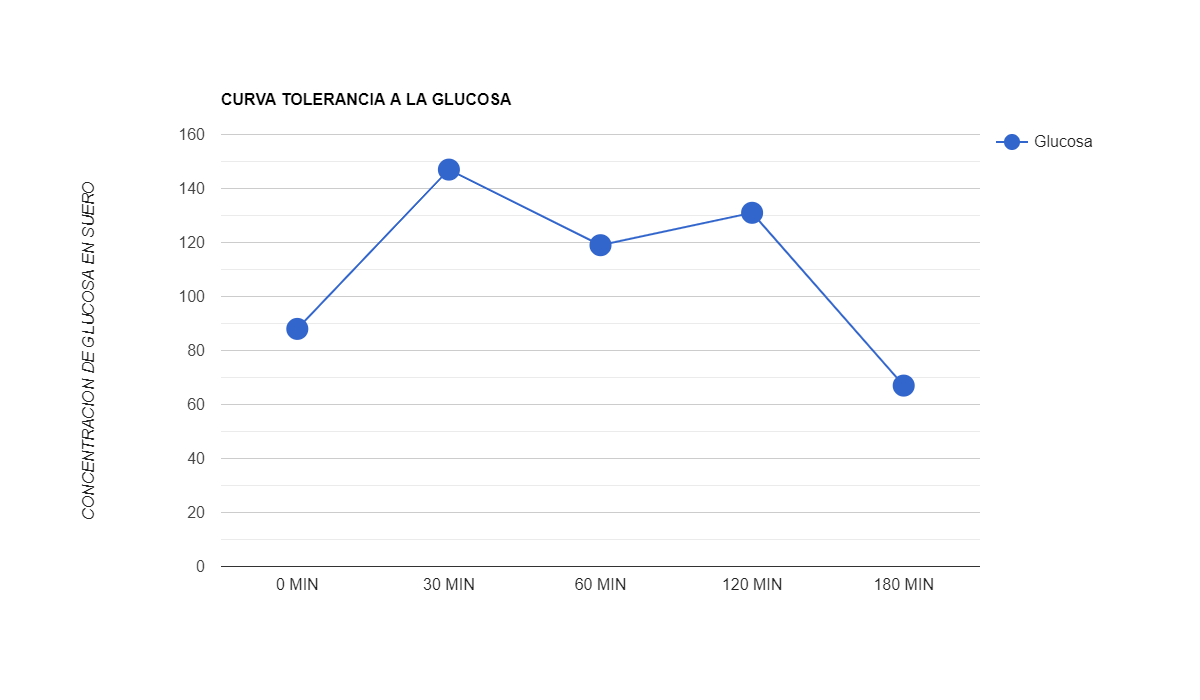 CURVA TOLERANCIA A LA GLUCOSA
Glucosa
CONCENTRACION DE GLUCOSA EN SUERO
160
140
120
100
80
60
40
20
0
0 MIN
30 MIN
60 MIN
120 MIN
180 MIN